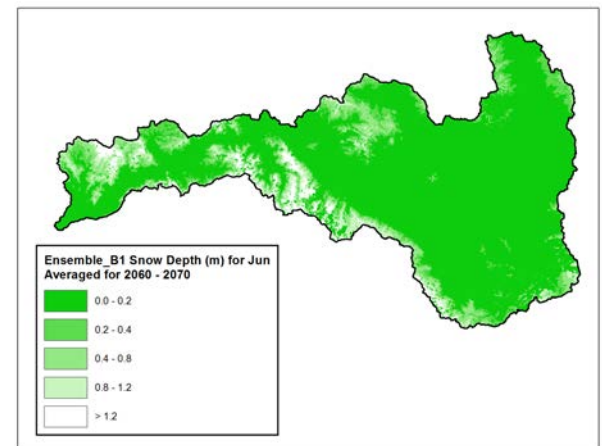 Ensemble_B1 Snow Depth (m) for Jun
Averaged for 2060 - 2070
0.0 - 0.2
0.2 - 0.4
0.4 - 0.8
0.8 - 1.2
> 1.2